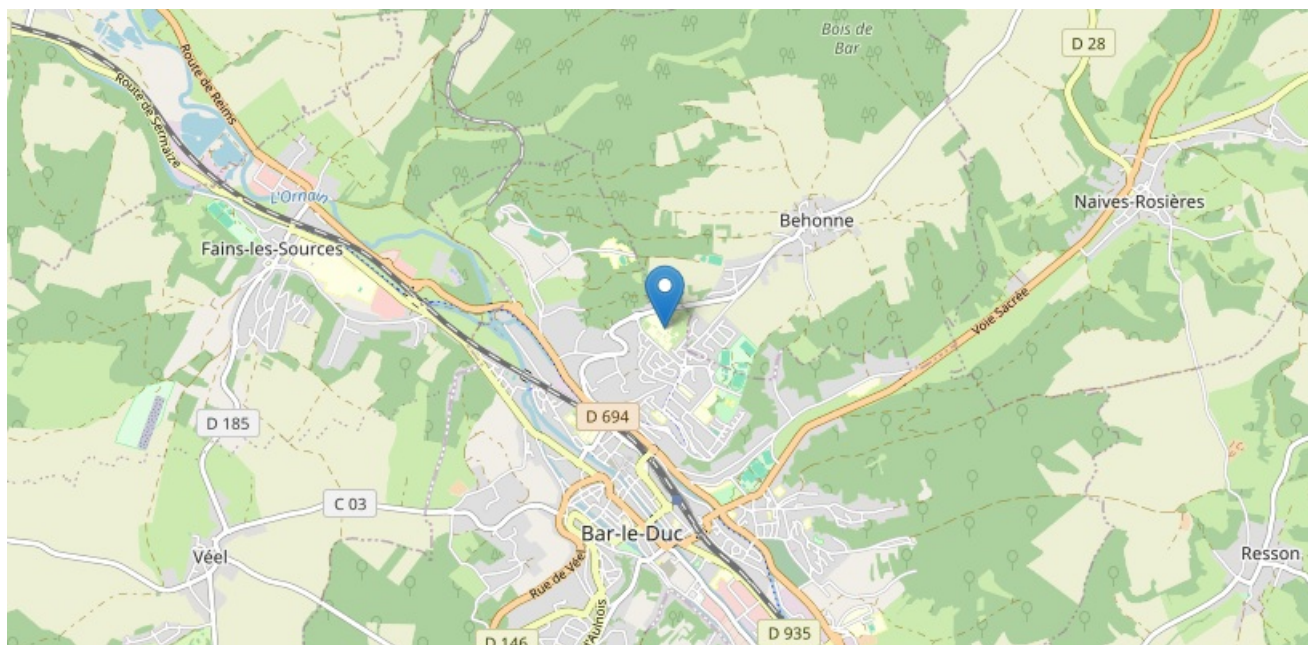 Bois de
Bar
D 28
Route de Reims
Route de Sermaize
L'Ornain
Fains-les-Sources
Behonne
Naives-Rosières
Voie Sacrée
D 694
D 185
C 03
Bar-le-Duc
Véel
Rue de Véel
Resson
D 146
d'Aulnois
D 935